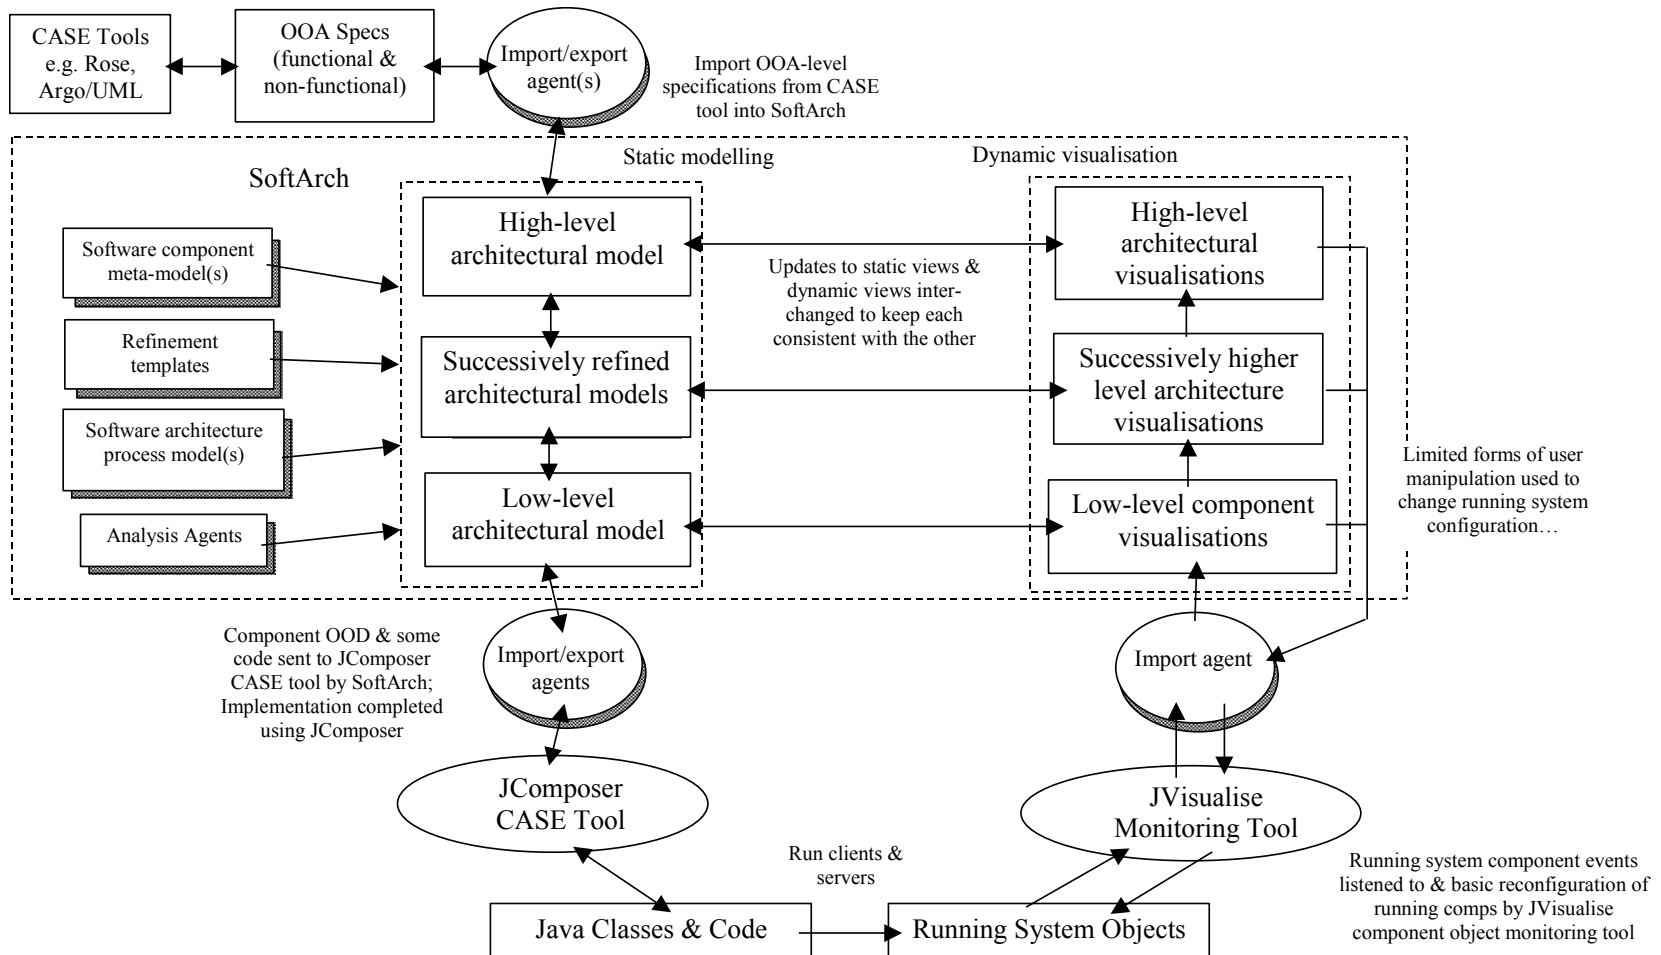 CASE Tools
e.g. Rose,
Argo/UML
OOA Specs
(functional &
non-functional)
Import/export
agent(s)
Import OOA-level
specifications from CASE
tool into SoftArch
Static modelling
Dynamic visualisation
SoftArch
High-level
architectural model
High-level
architectural
visualisations
Software component
meta-model(s)
Updates to static views &
dynamic views inter-
changed to keep each
consistent with the other
Refinement
templates
Successively refined
architectural models
Successively higher
level architecture
visualisations
Software architecture
process model(s)
Limited forms of user
manipulation used to
change running system
configuration…
Analysis Agents
Low-level
architectural model
Low-level component
visualisations
Component OOD & some
code sent to JComposer
CASE tool by SoftArch;
Implementation completed
using JComposer
Import/export
agents
Import agent
JComposer
CASE Tool
JVisualise
Monitoring Tool
Run clients &
servers
Running system component events
listened to & basic reconfiguration of
running comps by JVisualise
component object monitoring tool
Java Classes & Code
Running System Objects